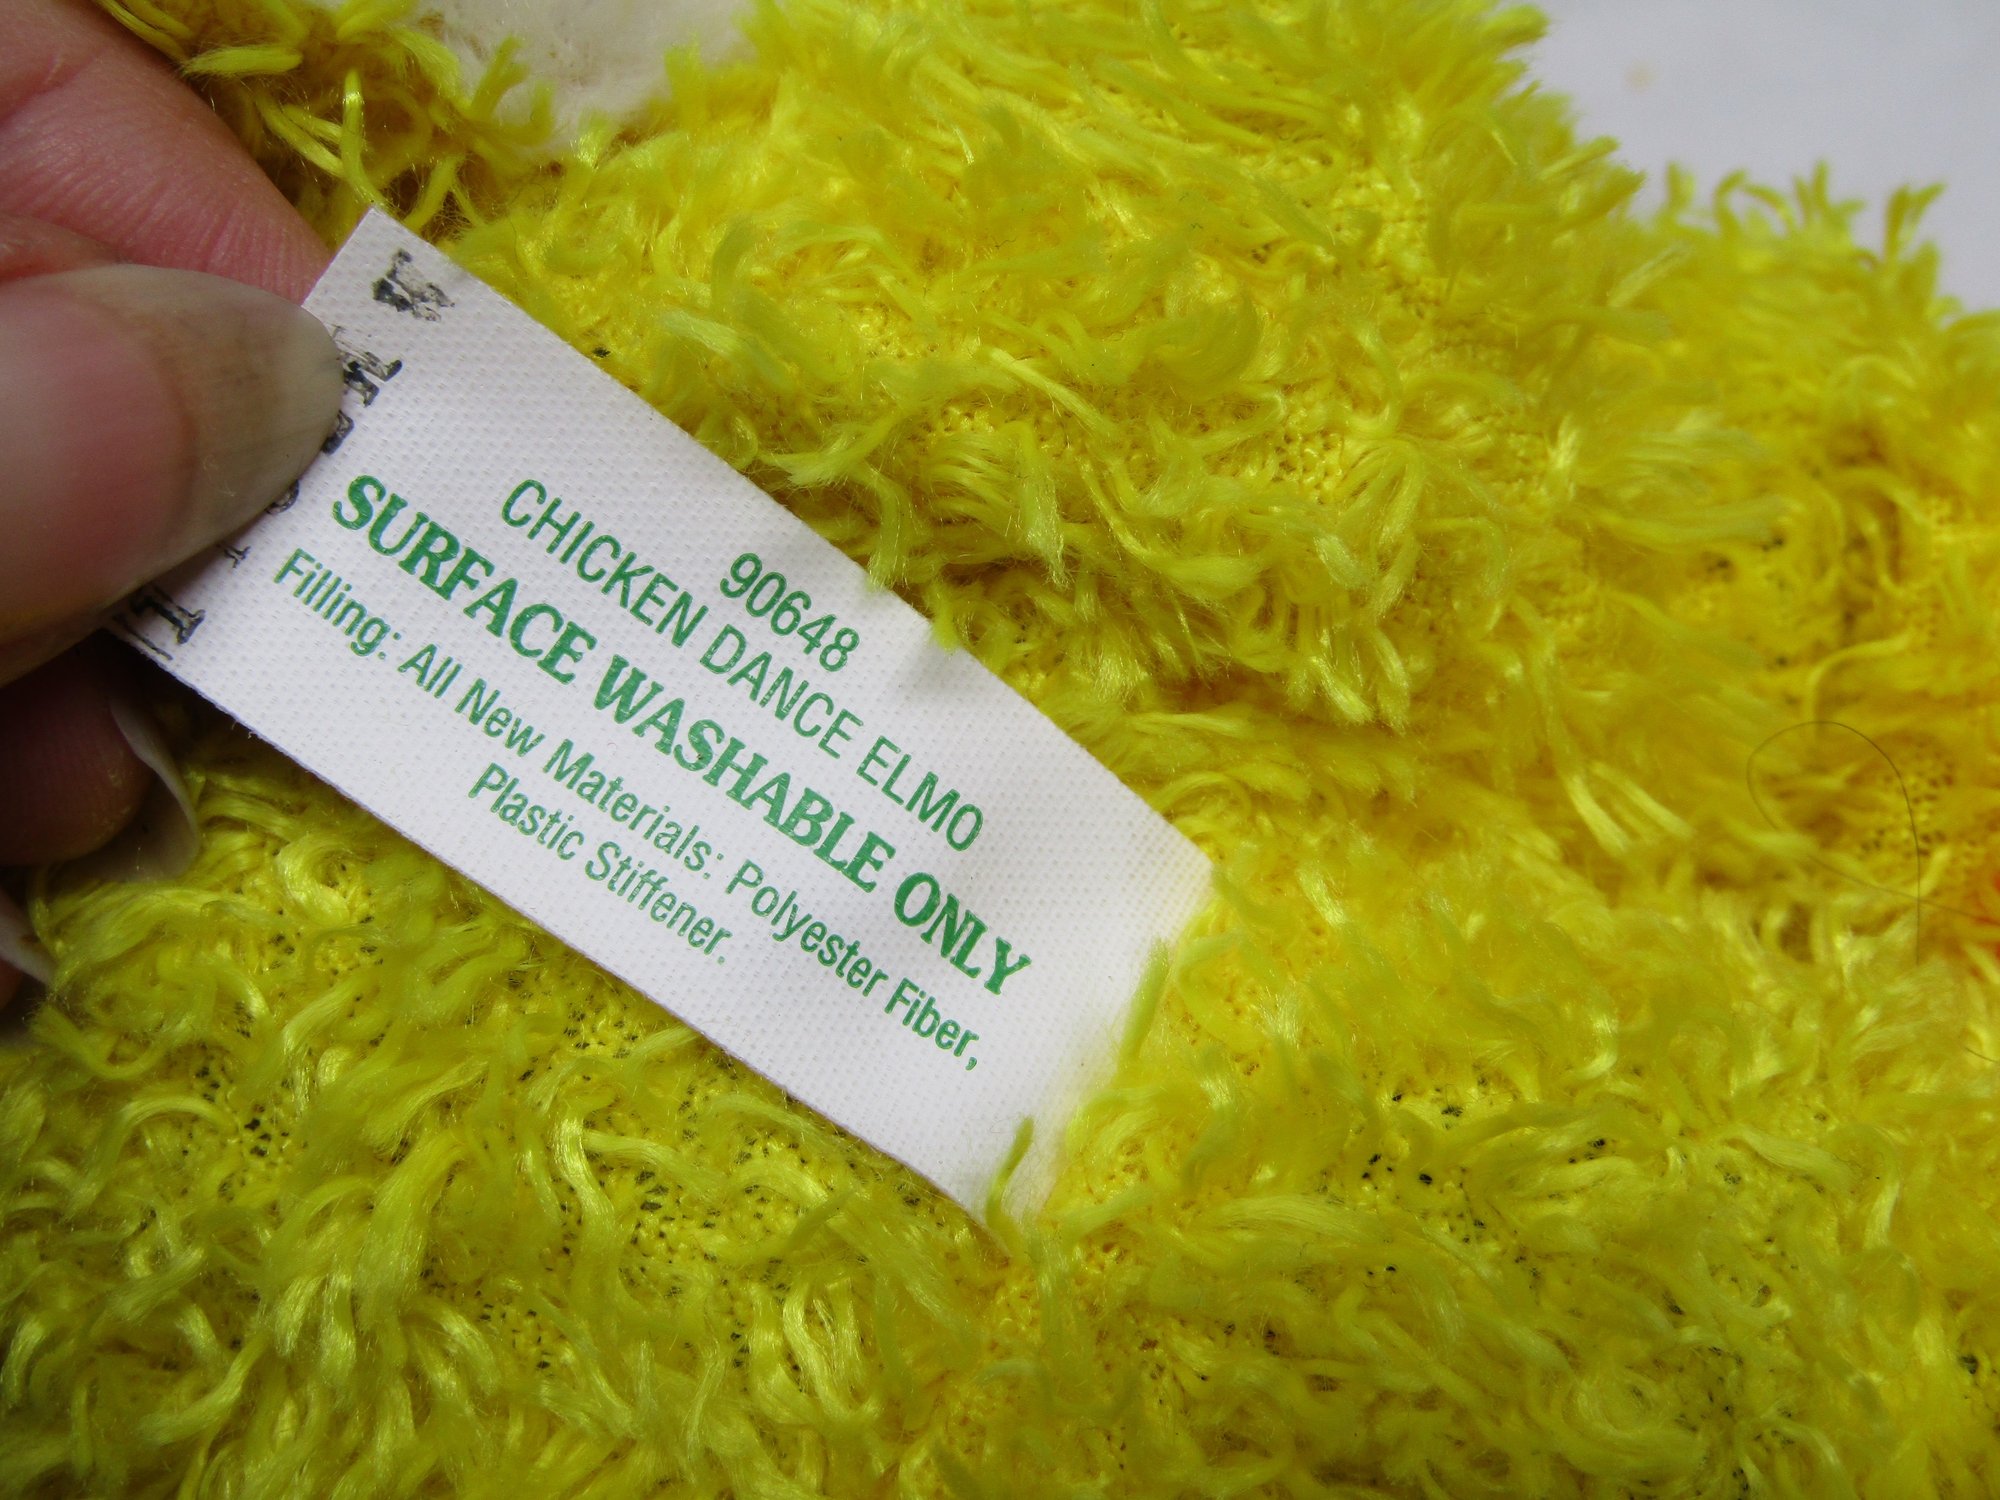 90648
CHICKEN DANCE ELMO
SURFACE WASHABLE ONLY
Filling: All New Materials: Polyester Fiber,
Plastic Stiffener.